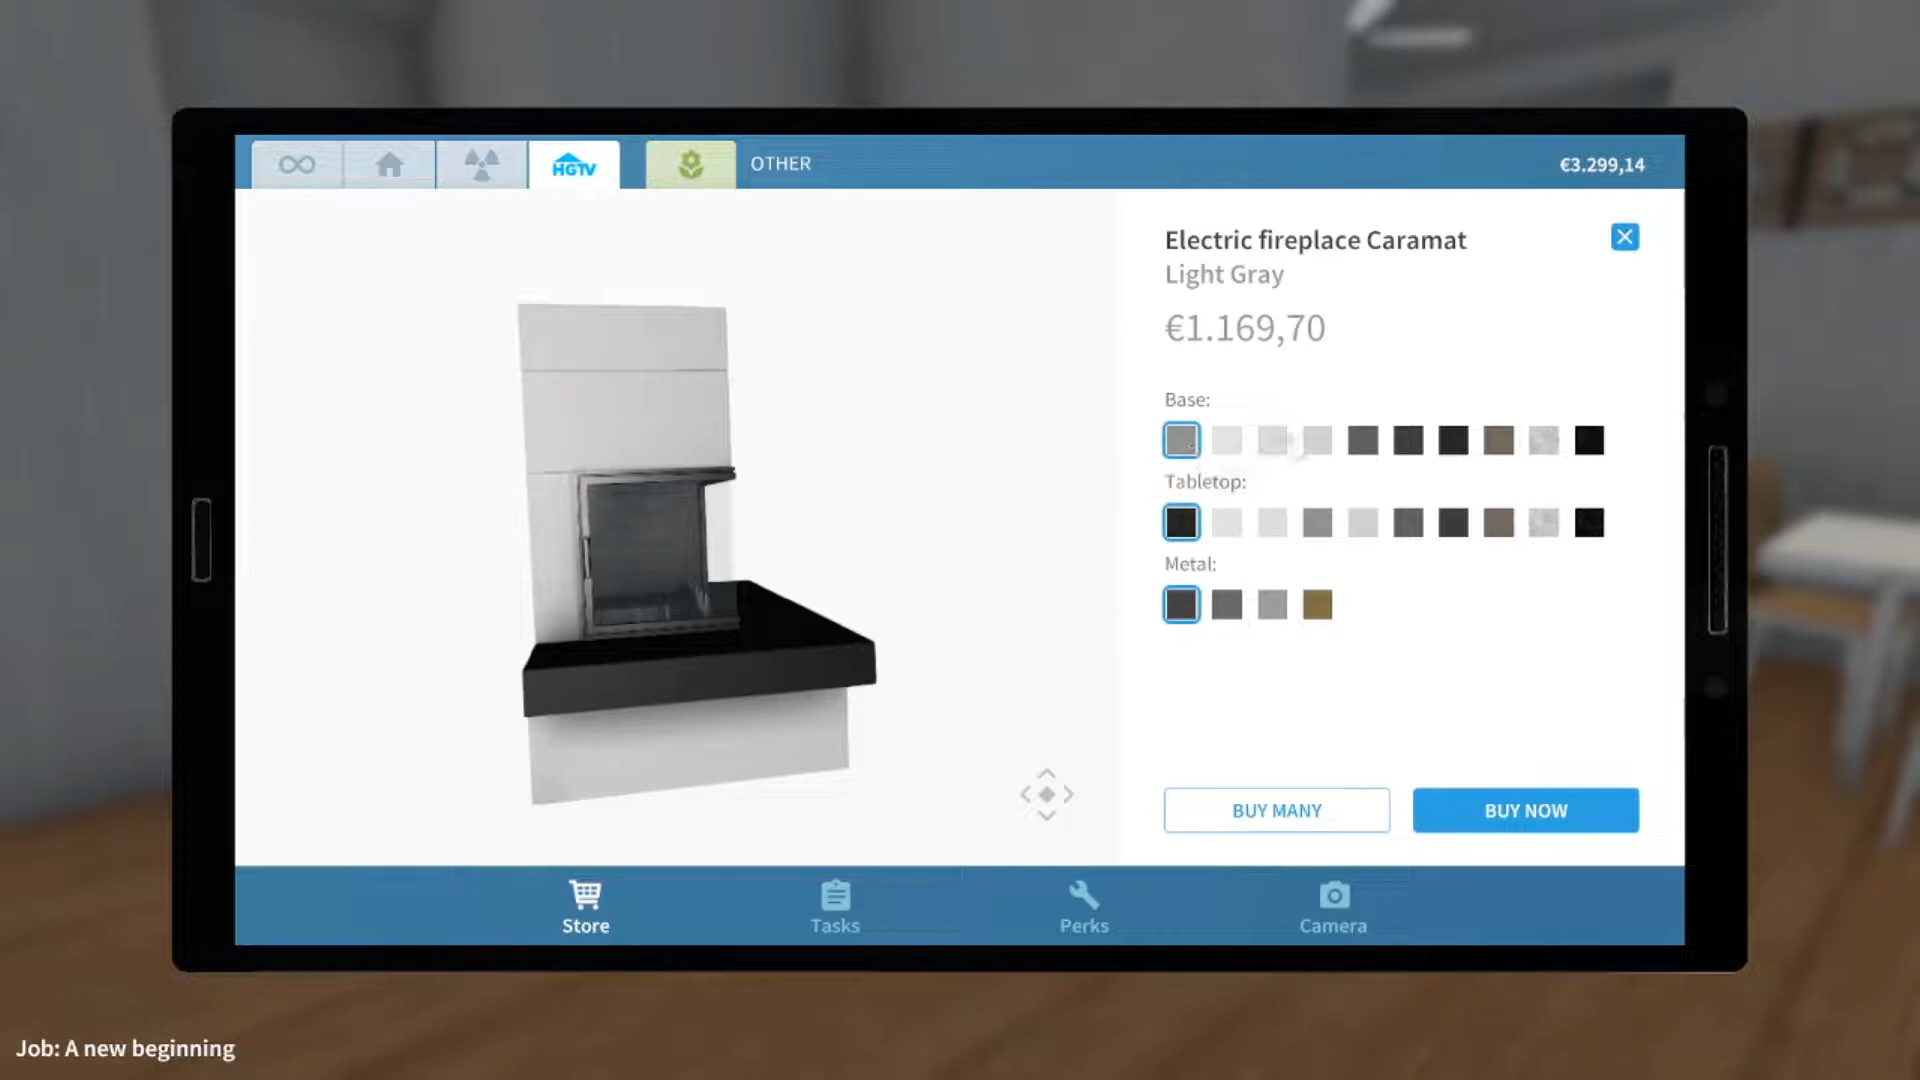 HGTV
OTHER
€3.299,14
Electric fireplace Caramat
Light Gray
€1.169,70
Base:
Tabletop:
Metal:
BUY MANY
BUY NOW
Store
Tasks
Perks
Camera
Job: A new beginning